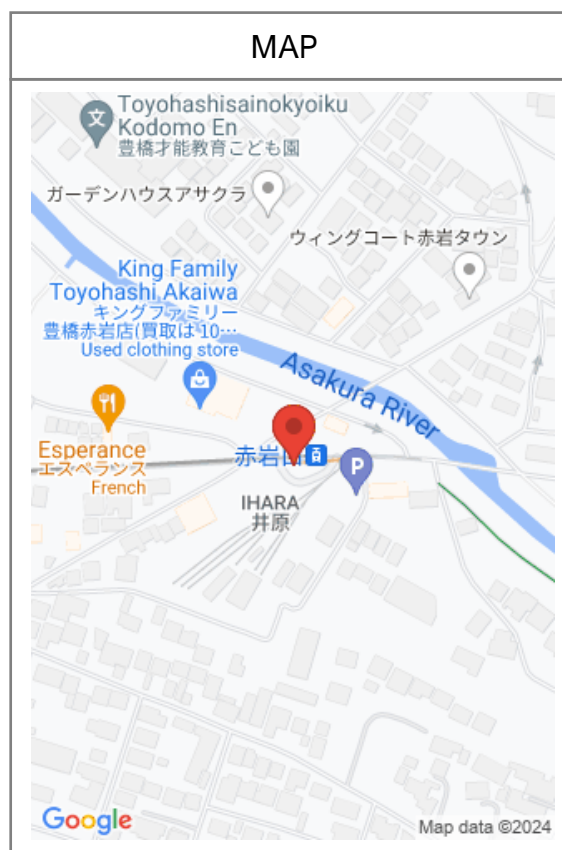 MAP
Toyohashisainokyoiku
Kodomo En
豊橋才能教育こども園
ガーデンハウスアサクラ
ウィングコート赤岩タウン
King Family
Toyohashi Akaiwa
キングファミリー
豊橋赤岩店(買取は 10…
Used clothing store
Asakura River
Esperance
エスペランス
French
赤岩口
P
IHARA
井原
Google
Map data ©2024